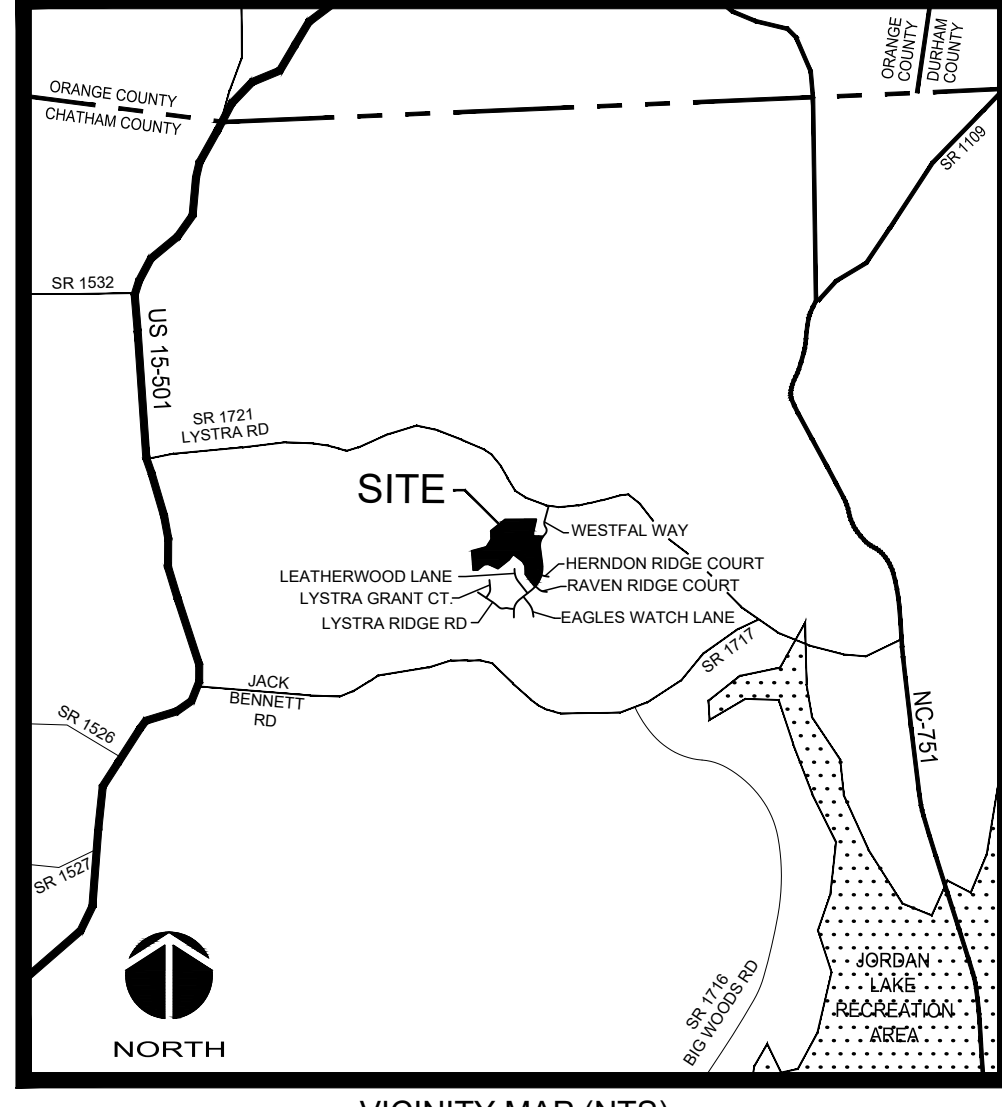 ORANGE
COUNTY
DURHAM
COUNTY
ORANGE COUNTY
CHATHAM COUNTY
SR 1109
SR 1532
US 15-501
SR 1721
LYSTRA RD
SITE
WESTFAL WAY
HERNDON RIDGE COURT
LEATHERWOOD LANE
RAVEN RIDGE COURT
LYSTRA GRANT CT.
EAGLES WATCH LANE
LYSTRA RIDGE RD
SR 1717
JACK
BENNETT
RD
NC-751
SR 1526
SR 1527
JORDAN
LAKE
RECREATION
AREA
SR 1716
BIG WOODS RD
NORTH
VICINITY MAP (NTS)